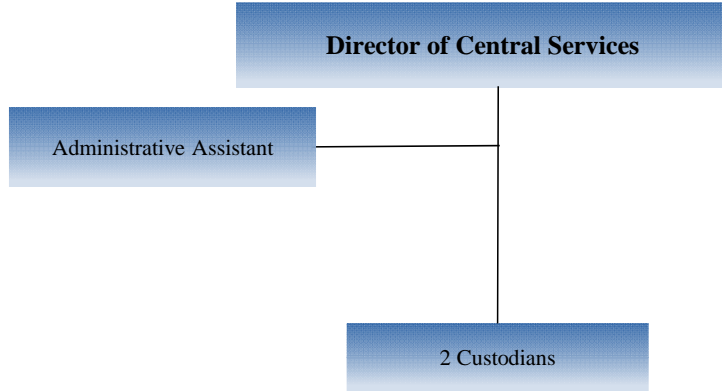 Director of Central Services
Administrative Assistant
2 Custodians